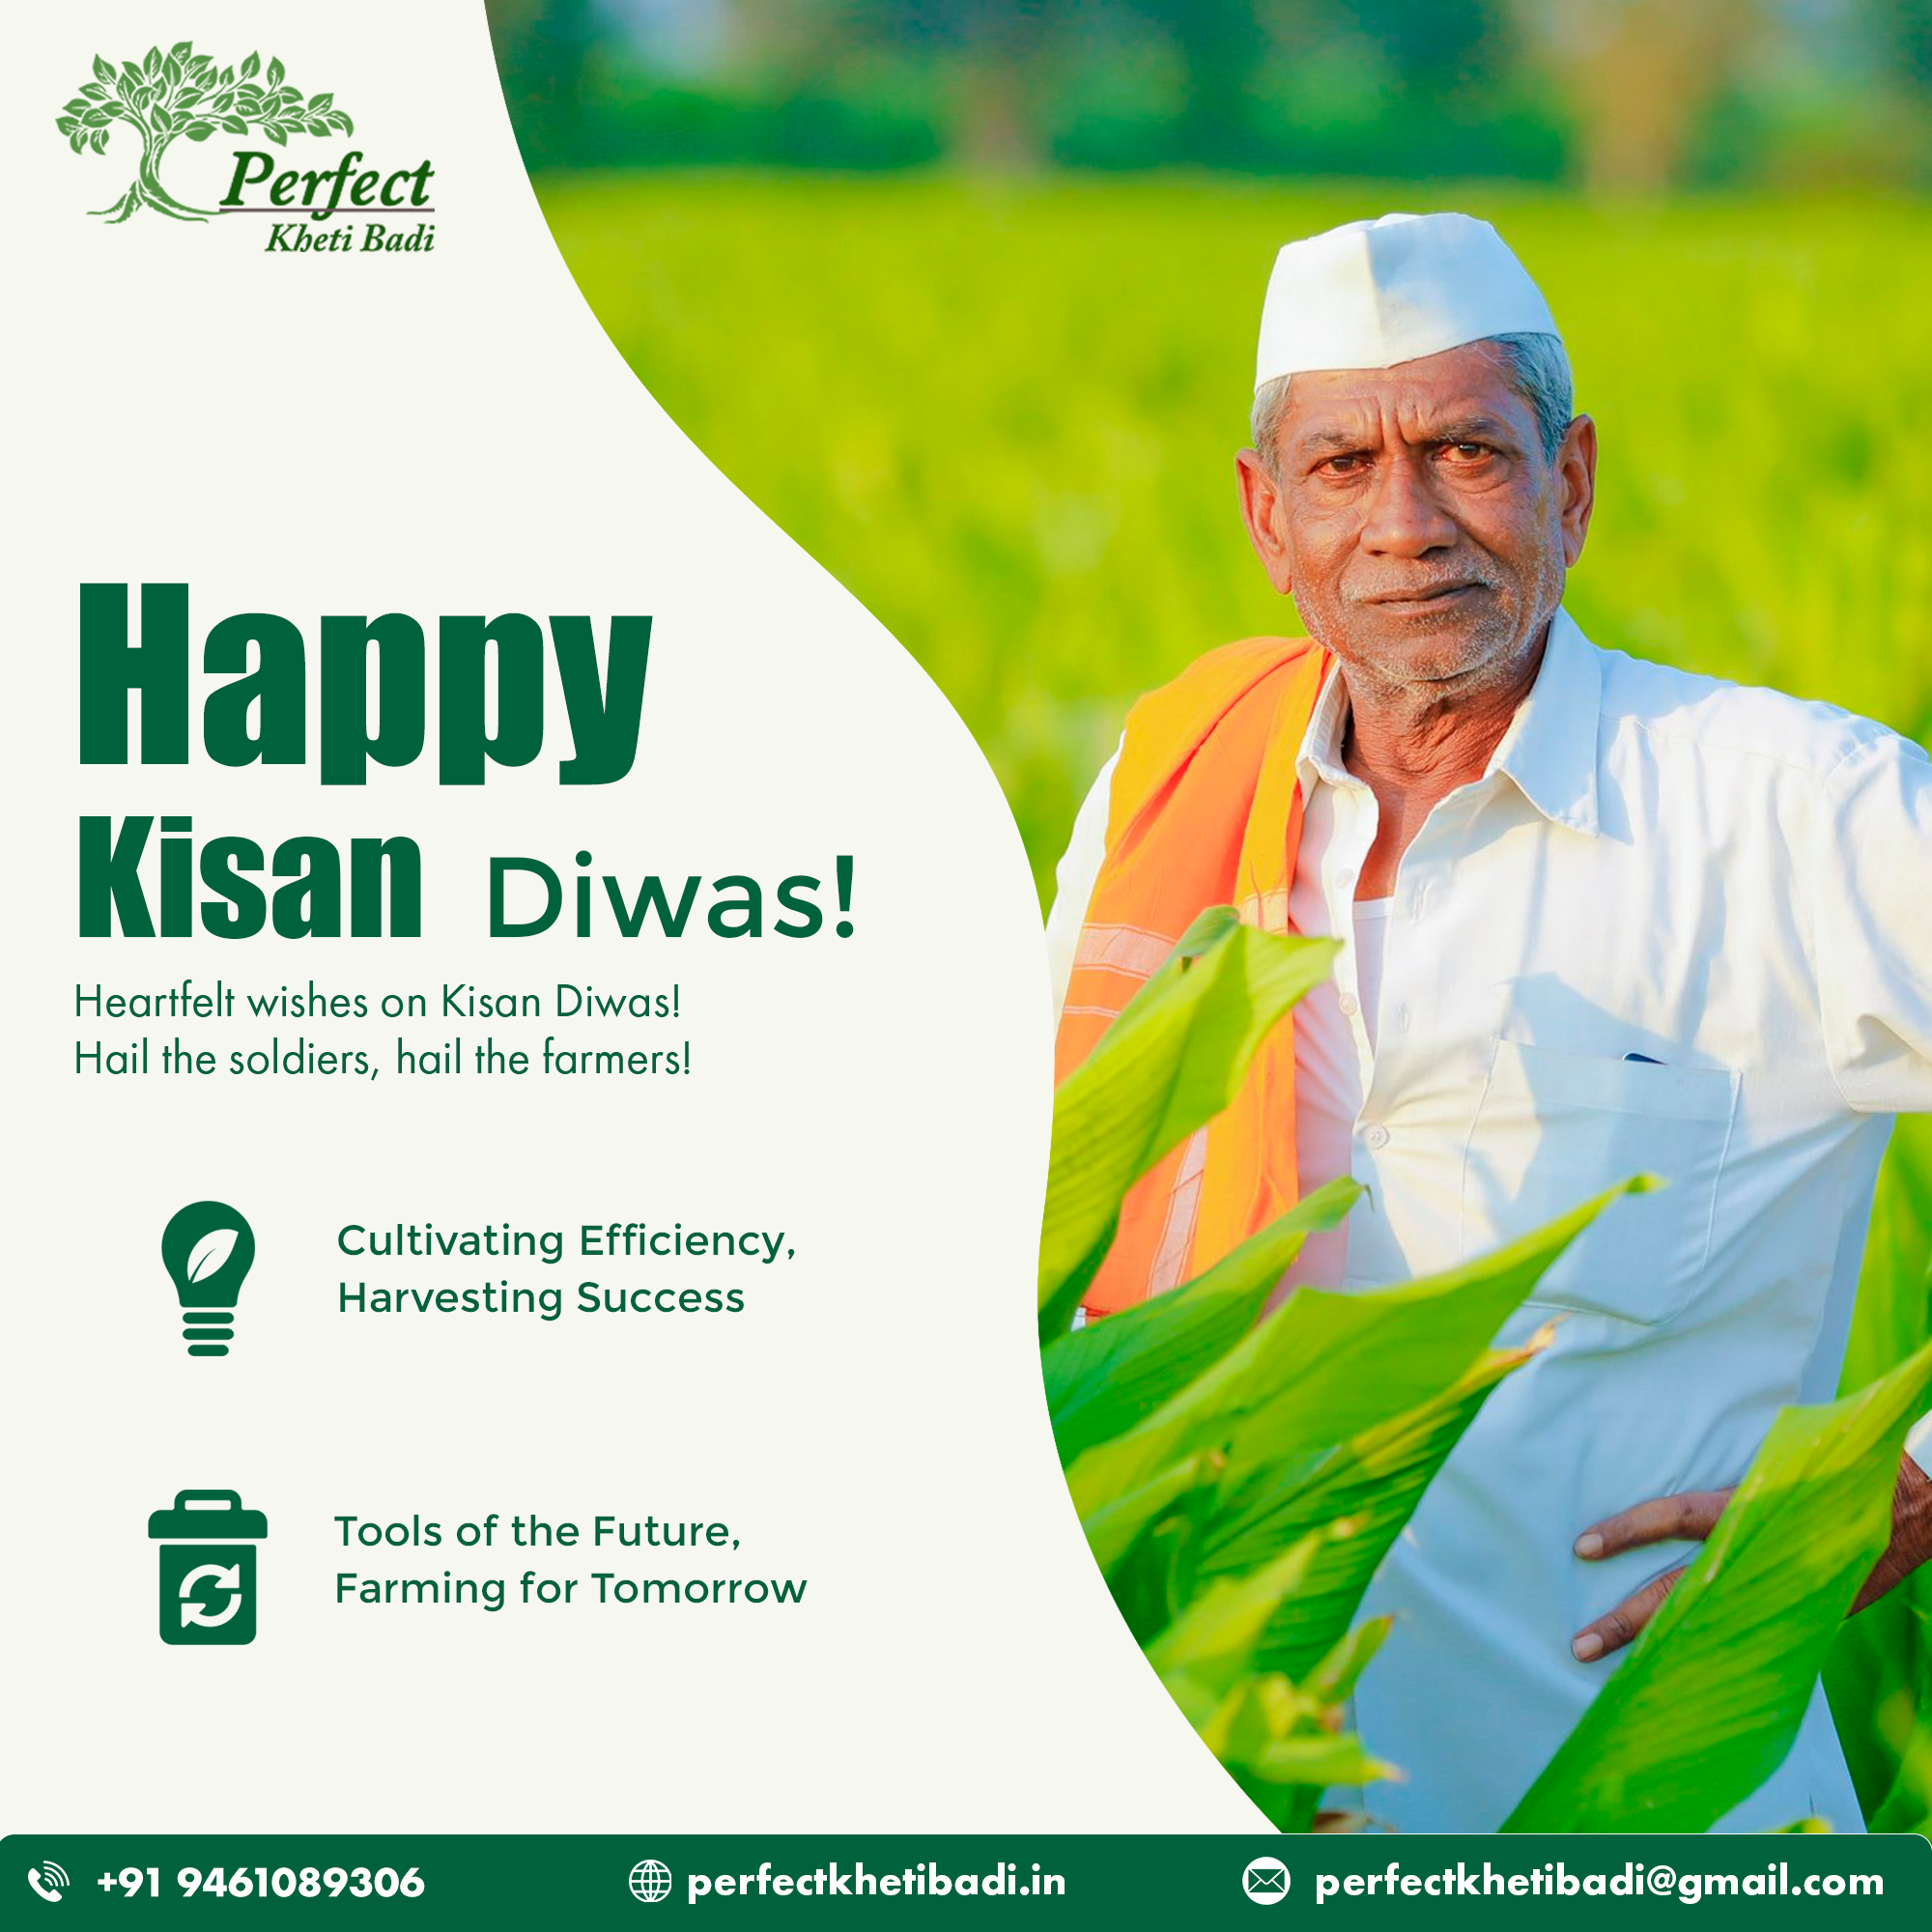 Perfect
Kheti Badi
Happy
Kisan Diwas!
Heartfelt wishes on Kisan Diwas!
Hail the soldiers, hail the farmers!
Cultivating Efficiency,
Harvesting Success
Tools of the Future,
Farming for Tomorrow
+91 9461089306 perfectkhetibadi.in perfectkhetibadi@gmail.com